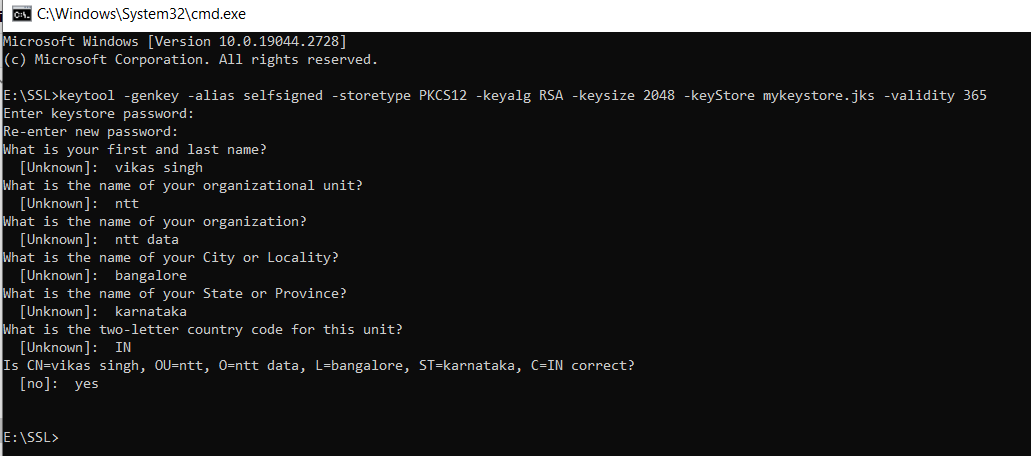 C:\Windows\System32\cmd.exe
Microsoft Windows [Version 10.0.19044.2728]
(c) Microsoft Corporation. All rights reserved.
E:\SSL>keytool -genkey -alias selfsigned -storetype PKCS12 -keyalg RSA -keysize 2048 -keyStore mykeystore.jks -validity 365
Enter keystore password:
Re-enter new password:
What is your first and last name?
[Unknown]: vikas singh
What is the name of your organizational unit?
[Unknown]: ntt
What is the name of your organization?
[Unknown]: ntt data
What is the name of your City or Locality?
[Unknown]: bangalore
What is the name of your State or Province?
[Unknown]: karnataka
What is the two-letter country code for this unit?
[Unknown]: IN
Is CN=vikas singh, OU=ntt, O=ntt data, L=bangalore, ST=karnataka, C=IN correct?
[no]: yes
E:\SSL>